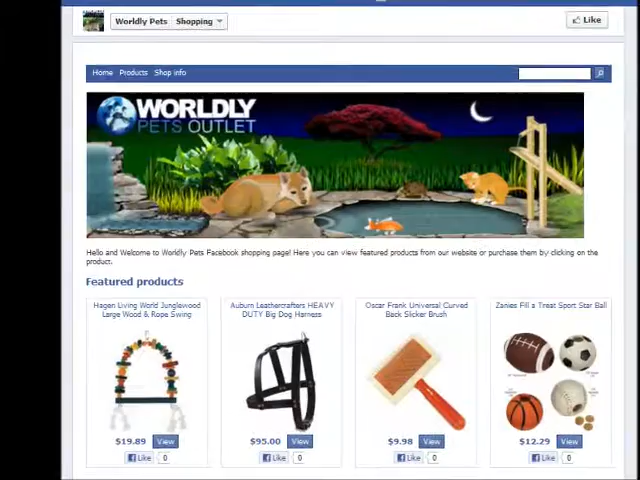 Worldly Pets Shopping
Like
Home Products Shop info
WORLDLY
PETS OUTLET
Hello and Welcome to Worldly Pets Facebook shopping page! Here you can view featured products from our website or purchase them by clicking on the
product.
Featured products
Hagen Living World Junglewood
Large Wood & Rope Swing
Auburn Leathercrafters HEAVY
DUTY Big Dog Harness
Oscar Frank Universal Curved
Back Slicker Brush
Zanies Fill a Treat Sport Star Ball
$19.89 View
$95.00 View
$9.98 View
$12.29 View
Like 0
Like 0
Like 0
Like 0